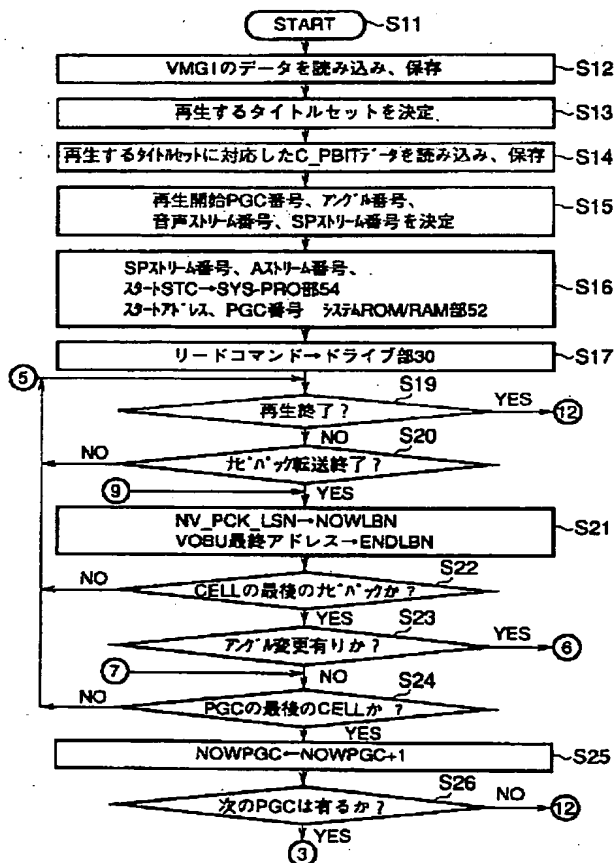 START
S11
VMGIのデータを読み込み、保存
S12
再生するタイトルセットを決定
S13
再生するタイトルセットに対応したC_PBITデータを読み込み、保存
S14
再生開始PGC番号、アングル番号、
音声ストリーム番号、SPストリーム番号を決定
S15
SPストリーム番号、Aストリーム番号、
スタートSTC→SYS-PRO部54
スタートアドレス、PGC番号 システムROM/RAM部52
S16
リードコマンド→ドライブ部30
S17
⑤
S19
再生終了?
YES
⑫
NO
S20
ナビパック転送終了?
NO
⑨
YES
NV_PCK_LSN→NOWLBN
VOBU最終アドレス→ENDLBN
S21
S22
CELLの最後のナビパックか?
NO
YES
S23
アングル変更有りか?
YES
⑥
⑦
NO
S24
PGCの最後のCELLか?
NO
YES
NOWPGC←NOWPGC+1
S25
S26
次のPGCは有るか?
NO
⑫
YES
③